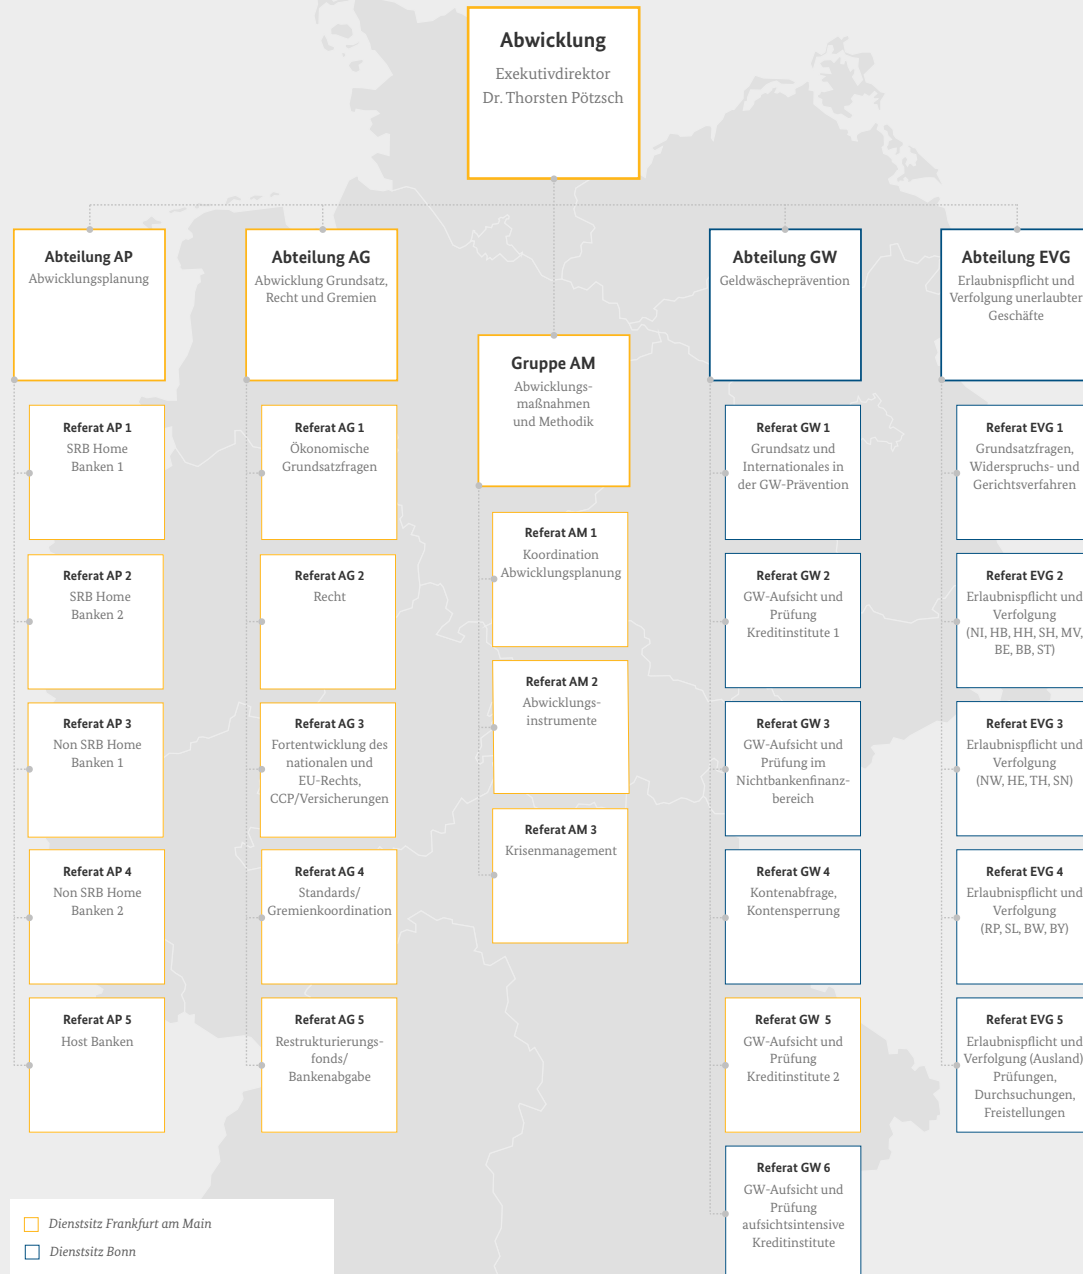 Abwicklung
Exekutivdirektor
Dr. Thorsten Pötzsch
Abteilung AP
Abwicklungsplanung
Referat AP 1
SRB Home
Banken 1
Referat AP 2
SRB Home
Banken 2
Referat AP 3
Non SRB Home
Banken 1
Referat AP 4
Non SRB Home
Banken 2
Referat AP 5
Host Banken
Abteilung AG
Abwicklung Grundsatz,
Recht und Gremien
Referat AG 1
Ökonomische
Grundsatzfragen
Referat AG 2
Recht
Referat AG 3
Fortentwicklung des
nationalen und
EU-Rechts,
CCP/Versicherungen
Referat AG 4
Standards/
Gremienkoordination
Referat AG 5
Restrukturierungs-
fonds/
Bankenabgabe
Gruppe AM
Abwicklungs-
maßnahmen
und Methodik
Referat AM 1
Koordination
Abwicklungsplanung
Referat AM 2
Abwicklungs-
instrumente
Referat AM 3
Krisenmanagement
Abteilung GW
Geldwäscheprävention
Referat GW 1
Grundsatz und
Internationales in
der GW-Prävention
Referat GW 2
GW-Aufsicht und
Prüfung
Kreditinstitute 1
Referat GW 3
GW-Aufsicht und
Prüfung im
Nichtbankenfinanz-
bereich
Referat GW 4
Kontenabfrage,
Kontensperrung
Referat GW 5
GW-Aufsicht und
Prüfung
Kreditinstitute 2
Referat GW 6
GW-Aufsicht und
Prüfung
aufsichtsintensive
Kreditinstitute
Abteilung EVG
Erlaubnispflicht und
Verfolgung unerlaubter
Geschäfte
Referat EVG 1
Grundsatzfragen,
Widerspruchs- und
Gerichtsverfahren
Referat EVG 2
Erlaubnispflicht und
Verfolgung
(NI, HB, HH, SH, MV,
BE, BB, ST)
Referat EVG 3
Erlaubnispflicht und
Verfolgung
(NW, HE, TH, SN)
Referat EVG 4
Erlaubnispflicht und
Verfolgung
(RP, SL, BW, BY)
Referat EVG 5
Erlaubnispflicht und
Verfolgung (Ausland)
Prüfungen,
Durchsuchungen,
Freistellungen
Dienstsitz Frankfurt am Main
Dienstsitz Bonn